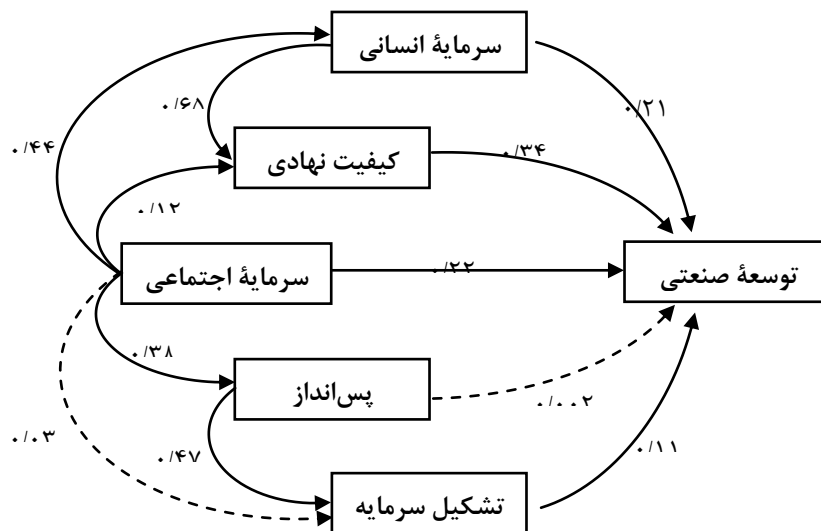 سرمایهٔ انسانی
۰/۲۱
۰/۶۸
۰/۴۴
کیفیت نهادی
۰/۳۴
۰/۱۲
سرمایهٔ اجتماعی
۰/۲۲
توسعهٔ صنعتی
۰/۳۸
پس‌انداز
۰/۰۰۲
۰/۰۳
۰/۴۷
۰/۱۱
تشکیل سرمایه